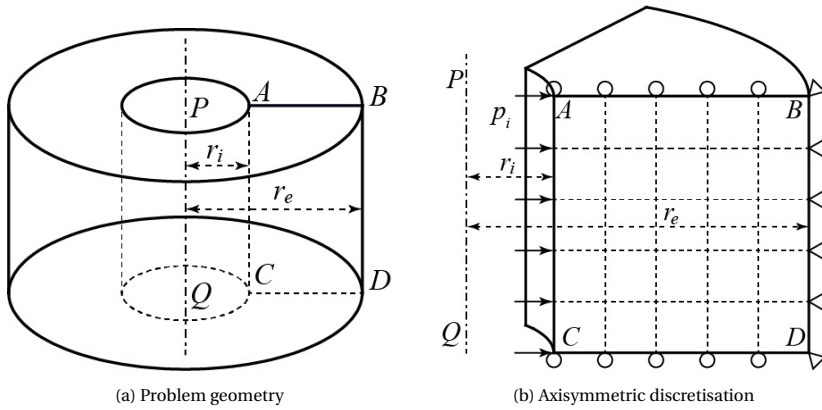 P
A
B
r_i
r_e
C
D
Q
(a) Problem geometry
P
A
B
p_i
r_i
r_e
Q
C
D
(b) Axisymmetric discretisation